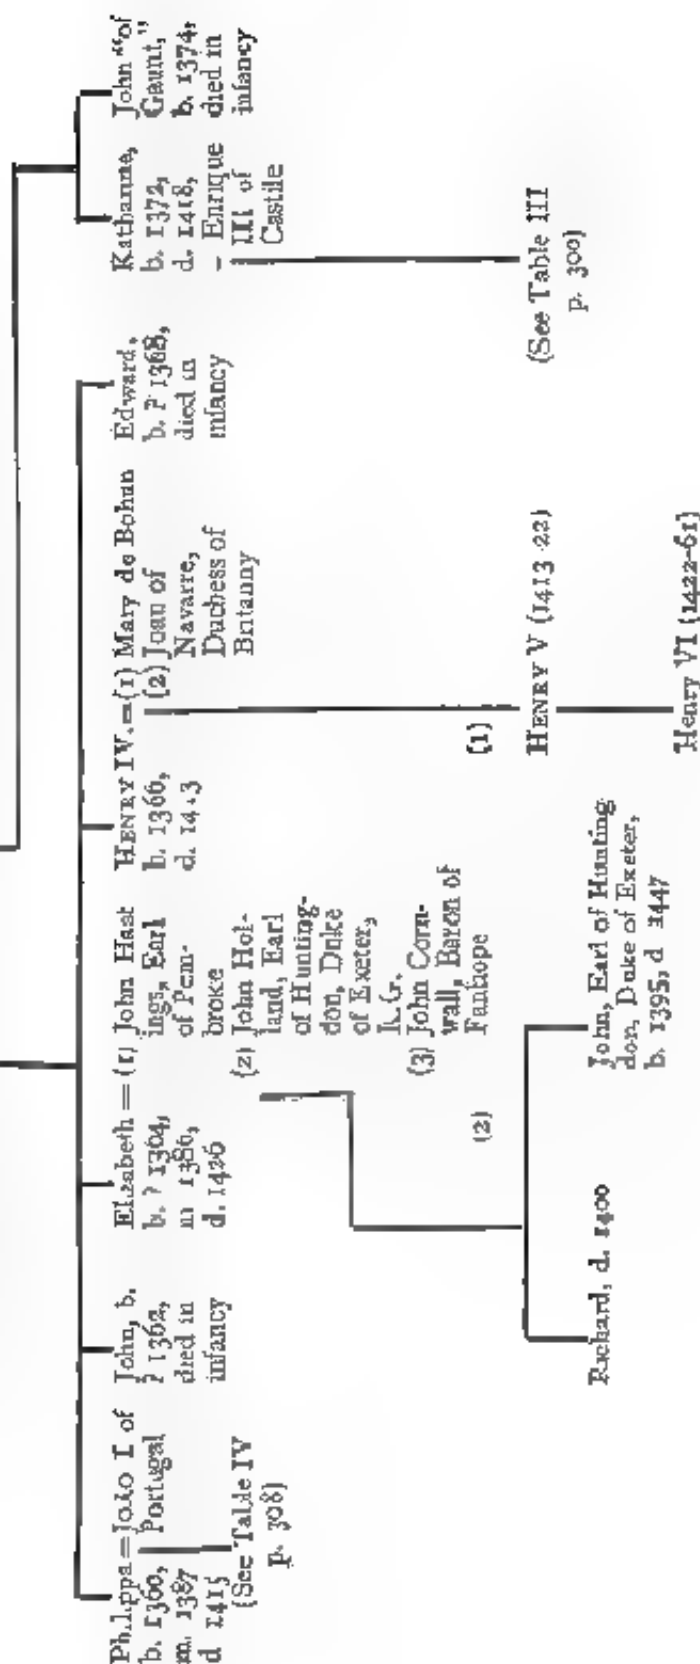 Philippa = João I of
b. 1360, Portugal
m. 1387
d 1415
(See Table IV
p. 308)
John, b.
? 1362,
died in
infancy
Elizabeth = (1) John Hast
b. ? 1364, ings, Earl
m 1386, of Pem-
d. 1426 broke
(2) John Hol-
land, Earl
of Hunting-
don, Duke
of Exeter,
K.G.
(3) John Corn-
wall, Baron of
Fanhope
(2)
Richard, d. 1400
John, Earl of Hunting
don, Duke of Exeter,
b. 1395, d 1447
HENRY IV. = (1) Mary de Bohun
b. 1366, (2) Joan of
d. 1413 Navarre,
Duchess of
Britanny
(1)
HENRY V (1413 22)
Henry VI (1422-61)
Edward,
b. ? 1368,
died in
infancy
Katharine,
b. 1372,
d. 1418,
- Enrique
III of
Castile
(See Table III
p. 300)
John "of
Gaunt,"
b. 1374,
died in
infancy